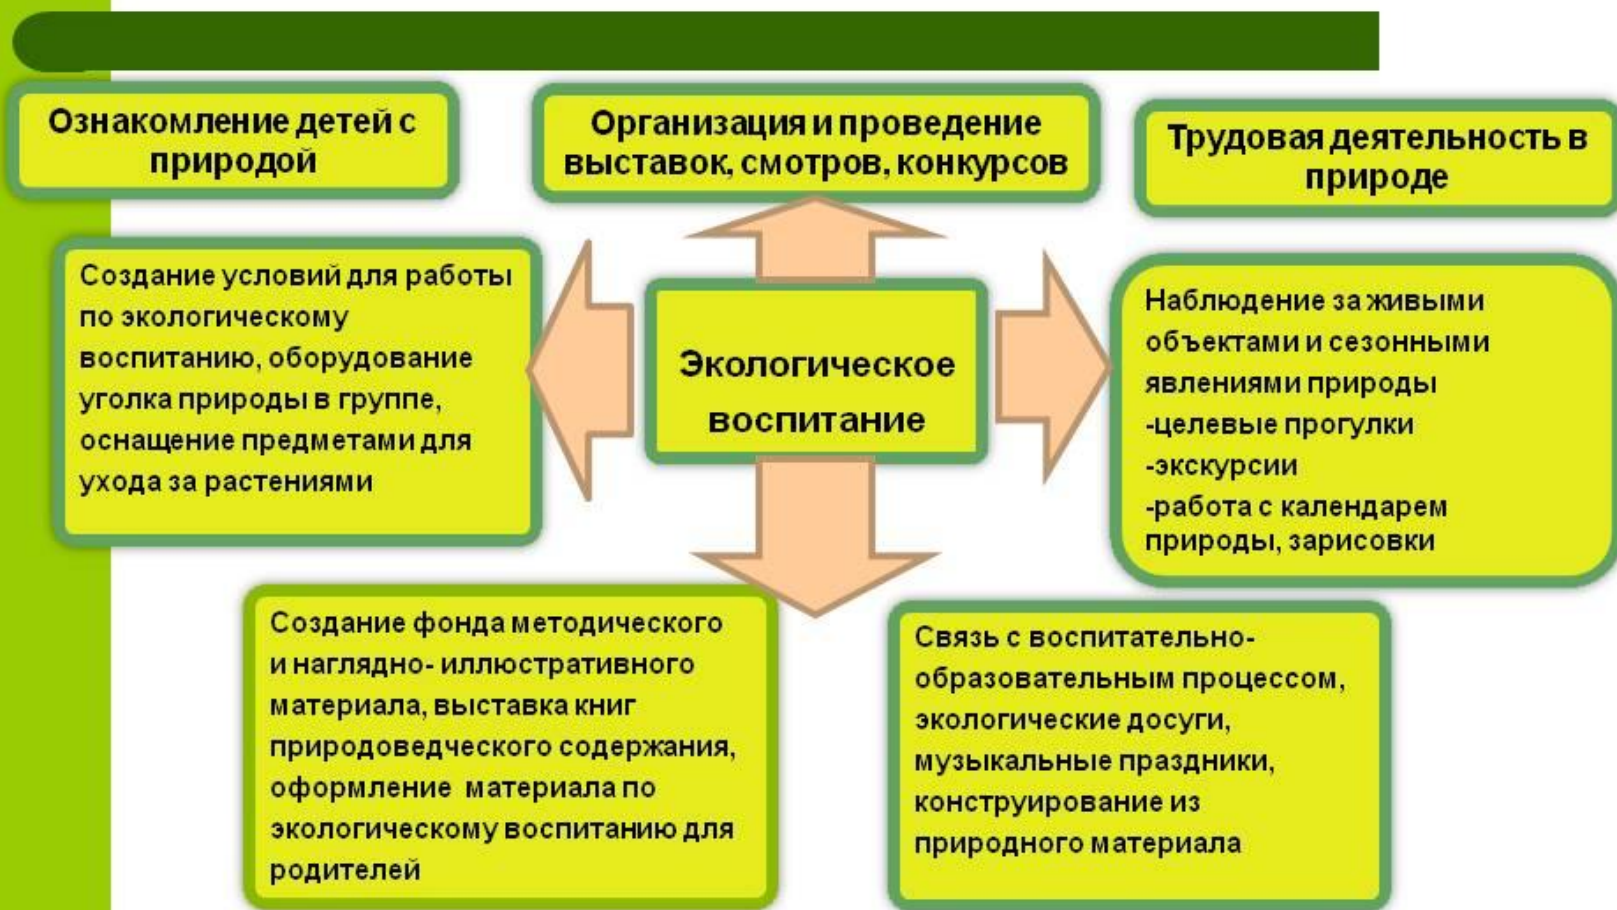 Ознакомление детей с
природой
Организация и проведение
выставок, смотров, конкурсов
Трудовая деятельность в
природе
Создание условий для работы
по экологическому
воспитанию, оборудование
уголка природы в группе,
оснащение предметами для
ухода за растениями
Экологическое
воспитание
Наблюдение за живыми
объектами и сезонными
явлениями природы
-целевые прогулки
-экскурсии
-работа с календарем
природы, зарисовки
Создание фонда методического
и наглядно- иллюстративного
материала, выставка книг
природоведческого содержания,
оформление материала по
экологическому воспитанию для
родителей
Связь с воспитательно-
образовательным процессом,
экологические досуги,
музыкальные праздники,
конструирование из
природного материала